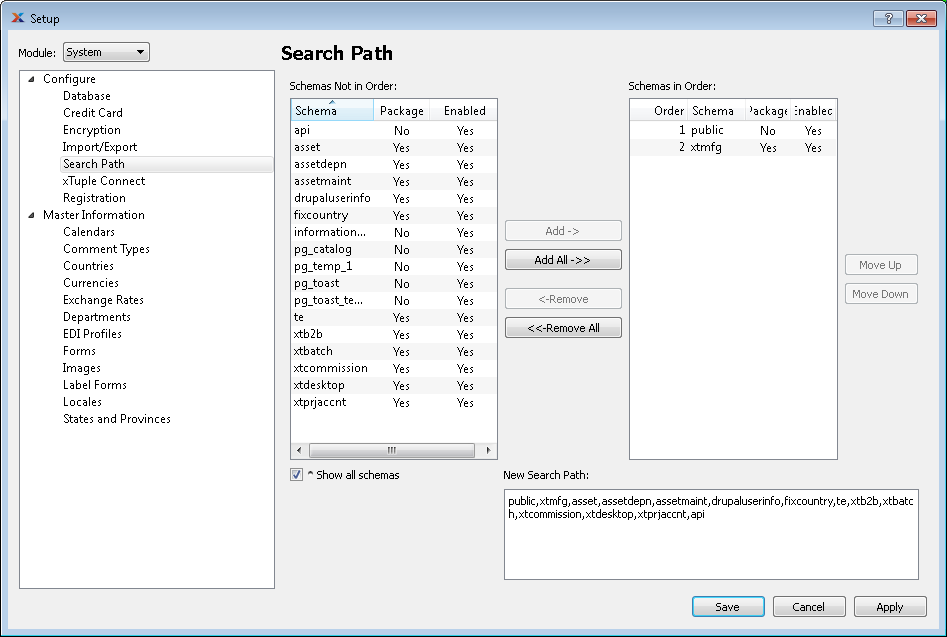 Setup
?
Module: System
Configure
Database
Credit Card
Encryption
Import/Export
Search Path
xTuple Connect
Registration
Master Information
Calendars
Comment Types
Countries
Currencies
Exchange Rates
Departments
EDI Profiles
Forms
Images
Label Forms
Locales
States and Provinces
Search Path
Schemas Not in Order:
Schema Package Enabled
api No Yes
asset Yes Yes
assetdepn Yes Yes
assetmaint Yes Yes
drupaluserinfo Yes Yes
fixcountry Yes Yes
information... No Yes
pg_catalog No Yes
pg_temp_1 No Yes
pg_toast No Yes
pg_toast_te... No Yes
te Yes Yes
xtb2b Yes Yes
xtbatch Yes Yes
xtcommission Yes Yes
xtdesktop Yes Yes
xtprjaccnt Yes Yes
^ Show all schemas
Add ->
Add All ->>
<-Remove
<<-Remove All
Schemas in Order:
Order Schema Package Enabled
1 public No Yes
2 xtmfg Yes Yes
Move Up
Move Down
New Search Path:
public,xtmfg,asset,assetdepn,assetmaint,drupaluserinfo,fixcountry,te,xtb2b,xtbatc
h,xtcommission,xtdesktop,xtprjaccnt,api
Save
Cancel
Apply